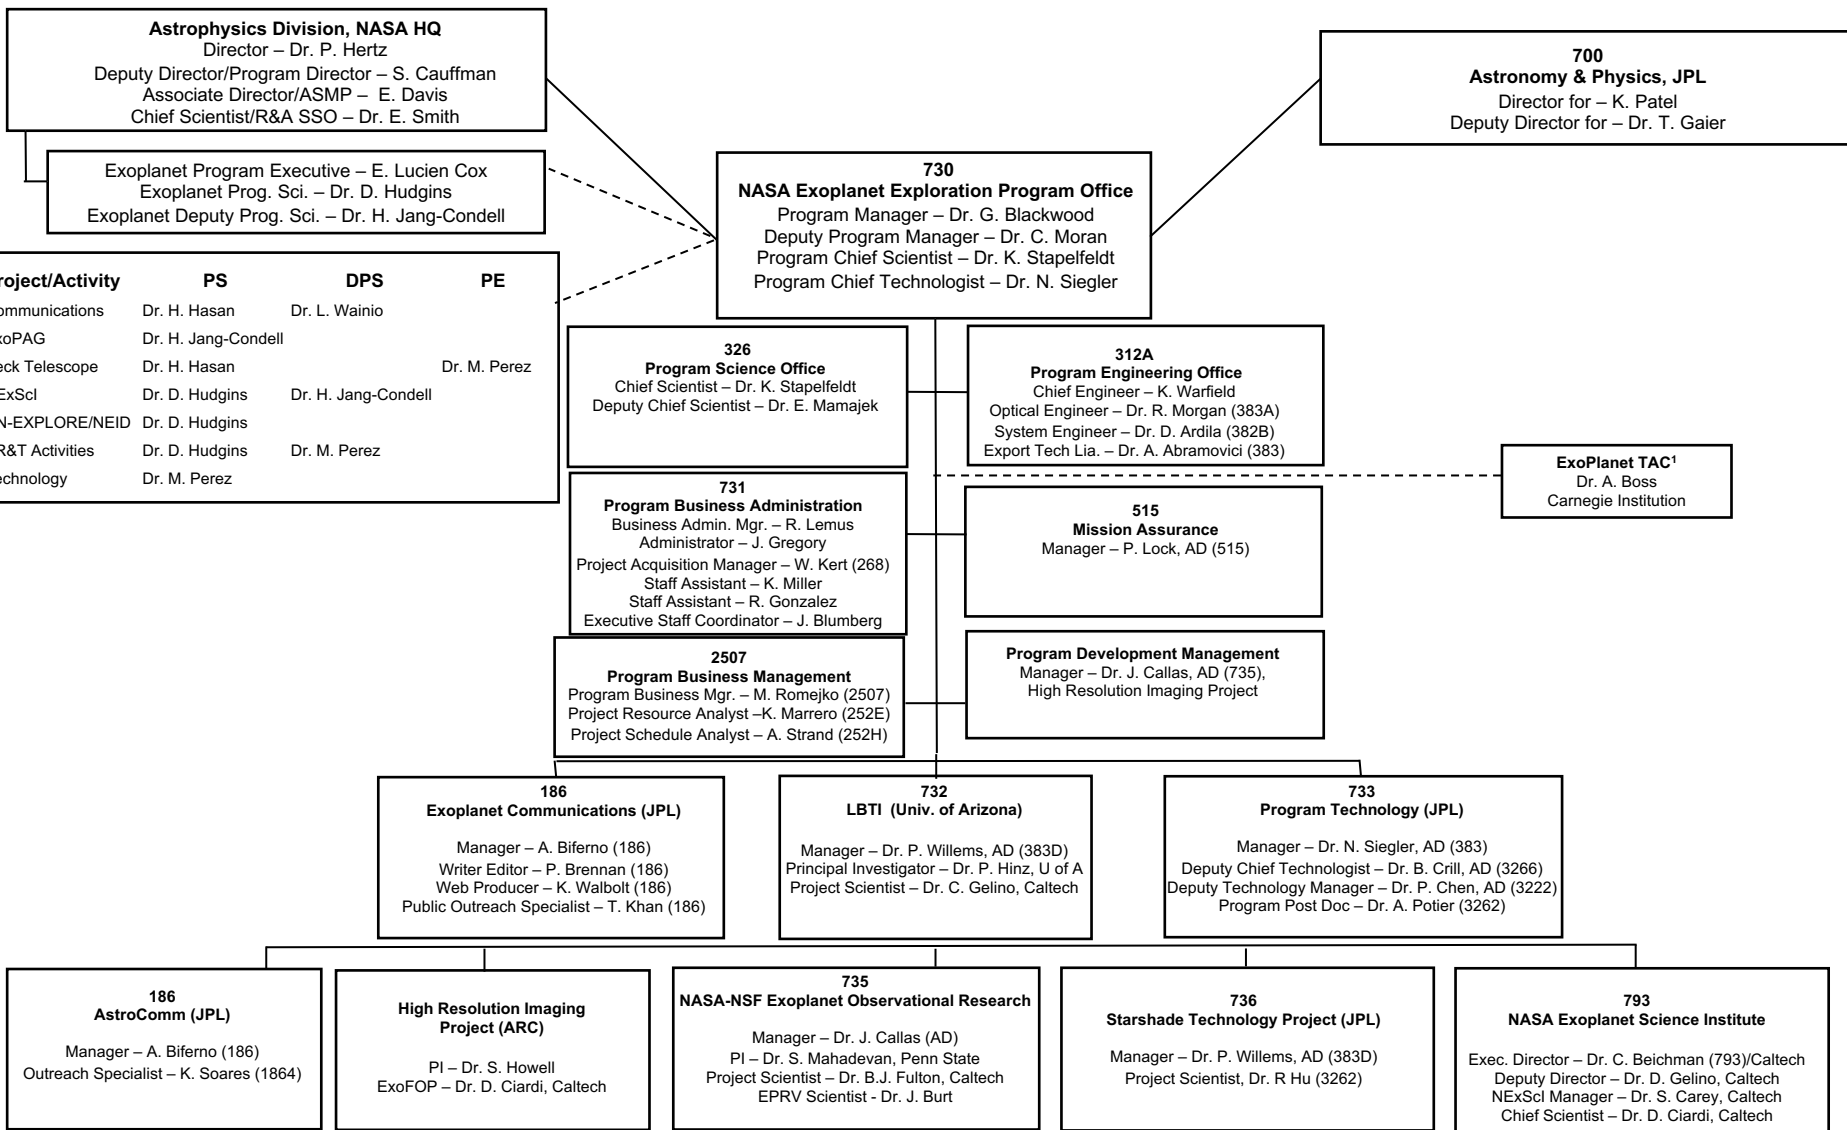 Astrophysics Division, NASA HQ
Director – Dr. P. Hertz
Deputy Director/Program Director – S. Cauffman
Associate Director/ASMP – E. Davis
Chief Scientist/R&A SSO – Dr. E. Smith
700
Astronomy & Physics, JPL
Director for – K. Patel
Deputy Director for – Dr. T. Gaier
Exoplanet Program Executive – E. Lucien Cox
Exoplanet Prog. Sci. – Dr. D. Hudgins
Exoplanet Deputy Prog. Sci. – Dr. H. Jang-Condell
730
NASA Exoplanet Exploration Program Office
Program Manager – Dr. G. Blackwood
Deputy Program Manager – Dr. C. Moran
Program Chief Scientist – Dr. K. Stapelfeldt
Program Chief Technologist – Dr. N. Siegler
roject/Activity PS DPS PE
ommunications Dr. H. Hasan Dr. L. Wainio
xoPAG Dr. H. Jang-Condell
eck Telescope Dr. H. Hasan Dr. M. Perez
ExScI Dr. D. Hudgins Dr. H. Jang-Condell
N-EXPLORE/NEID Dr. D. Hudgins
R&T Activities Dr. D. Hudgins Dr. M. Perez
echnology Dr. M. Perez
326
Program Science Office
Chief Scientist – Dr. K. Stapelfeldt
Deputy Chief Scientist – Dr. E. Mamajek
312A
Program Engineering Office
Chief Engineer – K. Warfield
Optical Engineer – Dr. R. Morgan (383A)
System Engineer – Dr. D. Ardila (382B)
Export Tech Lia. – Dr. A. Abramovici (383)
ExoPlanet TAC¹
Dr. A. Boss
Carnegie Institution
731
Program Business Administration
Business Admin. Mgr. – R. Lemus
Administrator – J. Gregory
Project Acquisition Manager – W. Kert (268)
Staff Assistant – K. Miller
Staff Assistant – R. Gonzalez
Executive Staff Coordinator – J. Blumberg
515
Mission Assurance
Manager – P. Lock, AD (515)
2507
Program Business Management
Program Business Mgr. – M. Romejko (2507)
Project Resource Analyst –K. Marrero (252E)
Project Schedule Analyst – A. Strand (252H)
Program Development Management
Manager – Dr. J. Callas, AD (735),
High Resolution Imaging Project
186
Exoplanet Communications (JPL)
Manager – A. Biferno (186)
Writer Editor – P. Brennan (186)
Web Producer – K. Walbolt (186)
Public Outreach Specialist – T. Khan (186)
732
LBTI (Univ. of Arizona)
Manager – Dr. P. Willems, AD (383D)
Principal Investigator – Dr. P. Hinz, U of A
Project Scientist – Dr. C. Gelino, Caltech
733
Program Technology (JPL)
Manager – Dr. N. Siegler, AD (383)
Deputy Chief Technologist – Dr. B. Crill, AD (3266)
Deputy Technology Manager – Dr. P. Chen, AD (3222)
Program Post Doc – Dr. A. Potier (3262)
186
AstroComm (JPL)
Manager – A. Biferno (186)
Outreach Specialist – K. Soares (1864)
High Resolution Imaging
Project (ARC)
PI – Dr. S. Howell
ExoFOP – Dr. D. Ciardi, Caltech
735
NASA-NSF Exoplanet Observational Research
Manager – Dr. J. Callas (AD)
PI – Dr. S. Mahadevan, Penn State
Project Scientist – Dr. B.J. Fulton, Caltech
EPRV Scientist - Dr. J. Burt
736
Starshade Technology Project (JPL)
Manager – Dr. P. Willems, AD (383D)
Project Scientist, Dr. R Hu (3262)
793
NASA Exoplanet Science Institute
Exec. Director – Dr. C. Beichman (793)/Caltech
Deputy Director – Dr. D. Gelino, Caltech
NExScI Manager – Dr. S. Carey, Caltech
Chief Scientist – Dr. D. Ciardi, Caltech